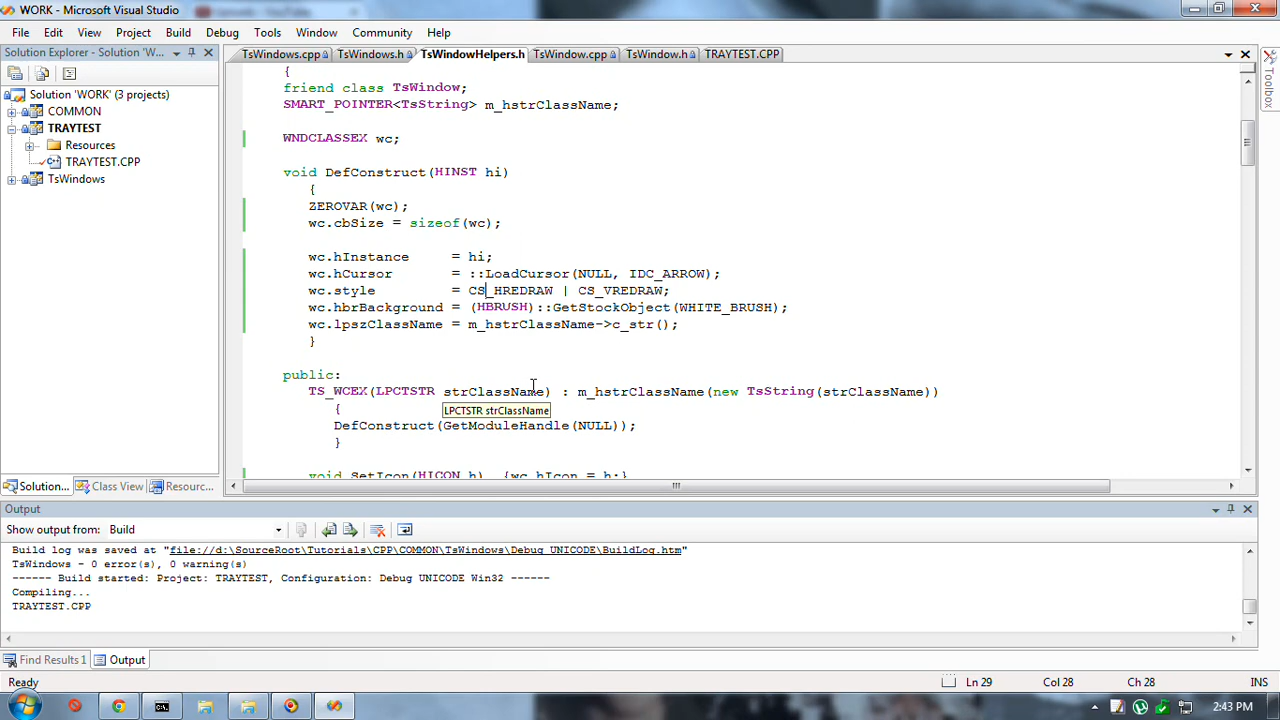 WORK - Microsoft Visual Studio
File Edit View Project Build Debug Tools Window Community Help
Solution Explorer - Solution 'W...
TsWindows.cpp TsWindows.h TsWindowHelpers.h TsWindow.cpp TsWindow.h TRAYTEST.CPP
Toolbox
Solution 'WORK' (3 projects)
COMMON
TRAYTEST
Resources
TRAYTEST.CPP
TsWindows
{
friend class TsWindow;
SMART_POINTER<TsString> m_hstrClassName;
WNDCLASSEX wc;
void DefConstruct(HINST hi)
{
ZEROVAR(wc);
wc.cbSize = sizeof(wc);
wc.hInstance = hi;
wc.hCursor = ::LoadCursor(NULL, IDC_ARROW);
wc.style = CS_HREDRAW | CS_VREDRAW;
wc.hbrBackground = (HBRUSH)::GetStockObject(WHITE_BRUSH);
wc.lpszClassName = m_hstrClassName->c_str();
}
public:
TS_WCEX(LPCTSTR strClassName) : m_hstrClassName(new TsString(strClassName))
{
LPCTSTR strClassName
DefConstruct(GetModuleHandle(NULL));
}
void SetIcon(HICON h) {wc.hIcon = h;}
Solution... Class View Resourc...
Output
Show output from: Build
Build log was saved at "file://d:\SourceRoot\Tutorials\CPP\COMMON\TsWindows\Debug UNICODE\BuildLog.htm"
TsWindows - 0 error(s), 0 warning(s)
------ Build started: Project: TRAYTEST, Configuration: Debug UNICODE Win32 ------
Compiling...
TRAYTEST.CPP
Find Results 1 Output
Ready Ln 29 Col 28 Ch 28 INS
2:43 PM